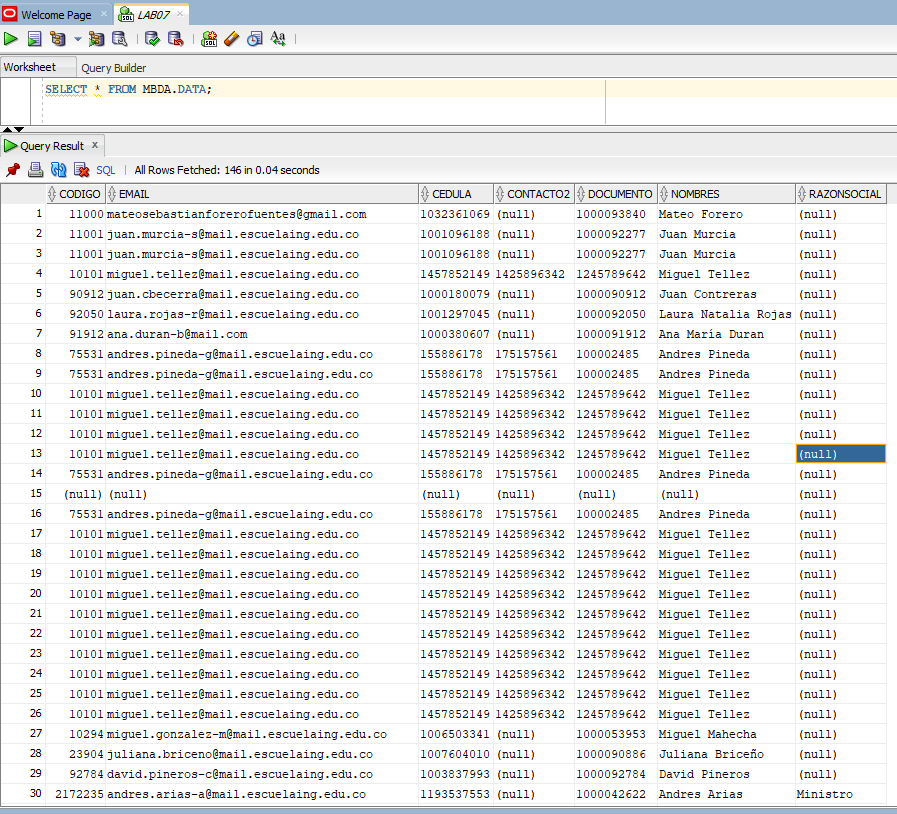 Welcome Page
LAB07
Worksheet Query Builder
SELECT * FROM MBDA.DATA;
Query Result
SQL All Rows Fetched: 146 in 0.04 seconds
CODIGO EMAIL CEDULA CONTACTO2 DOCUMENTO NOMBRES RAZONSOCIAL
1 11000 mateosebastianforerofuentes@gmail.com 1032361069 (null) 1000093840 Mateo Forero (null)
2 11001 juan.murcia-s@mail.escuelaing.edu.co 1001096188 (null) 1000092277 Juan Murcia (null)
3 11001 juan.murcia-s@mail.escuelaing.edu.co 1001096188 (null) 1000092277 Juan Murcia (null)
4 10101 miguel.tellez@mail.escuelaing.edu.co 1457852149 1425896342 1245789642 Miguel Tellez (null)
5 90912 juan.cbecerra@mail.escuelaing.edu.co 1000180079 (null) 1000090912 Juan Contreras (null)
6 92050 laura.rojas-r@mail.escuelaing.edu.co 1001297045 (null) 1000092050 Laura Natalia Rojas (null)
7 91912 ana.duran-b@mail.com 1000380607 (null) 1000091912 Ana María Duran (null)
8 75531 andres.pineda-g@mail.escuelaing.edu.co 155886178 175157561 100002485 Andres Pineda (null)
9 75531 andres.pineda-g@mail.escuelaing.edu.co 155886178 175157561 100002485 Andres Pineda (null)
10 10101 miguel.tellez@mail.escuelaing.edu.co 1457852149 1425896342 1245789642 Miguel Tellez (null)
11 10101 miguel.tellez@mail.escuelaing.edu.co 1457852149 1425896342 1245789642 Miguel Tellez (null)
12 10101 miguel.tellez@mail.escuelaing.edu.co 1457852149 1425896342 1245789642 Miguel Tellez (null)
13 10101 miguel.tellez@mail.escuelaing.edu.co 1457852149 1425896342 1245789642 Miguel Tellez (null)
14 75531 andres.pineda-g@mail.escuelaing.edu.co 155886178 175157561 100002485 Andres Pineda (null)
15 (null) (null) (null) (null) (null) (null) (null)
16 75531 andres.pineda-g@mail.escuelaing.edu.co 155886178 175157561 100002485 Andres Pineda (null)
17 10101 miguel.tellez@mail.escuelaing.edu.co 1457852149 1425896342 1245789642 Miguel Tellez (null)
18 10101 miguel.tellez@mail.escuelaing.edu.co 1457852149 1425896342 1245789642 Miguel Tellez (null)
19 10101 miguel.tellez@mail.escuelaing.edu.co 1457852149 1425896342 1245789642 Miguel Tellez (null)
20 10101 miguel.tellez@mail.escuelaing.edu.co 1457852149 1425896342 1245789642 Miguel Tellez (null)
21 10101 miguel.tellez@mail.escuelaing.edu.co 1457852149 1425896342 1245789642 Miguel Tellez (null)
22 10101 miguel.tellez@mail.escuelaing.edu.co 1457852149 1425896342 1245789642 Miguel Tellez (null)
23 10101 miguel.tellez@mail.escuelaing.edu.co 1457852149 1425896342 1245789642 Miguel Tellez (null)
24 10101 miguel.tellez@mail.escuelaing.edu.co 1457852149 1425896342 1245789642 Miguel Tellez (null)
25 10101 miguel.tellez@mail.escuelaing.edu.co 1457852149 1425896342 1245789642 Miguel Tellez (null)
26 10101 miguel.tellez@mail.escuelaing.edu.co 1457852149 1425896342 1245789642 Miguel Tellez (null)
27 10294 miguel.gonzalez-m@mail.escuelaing.edu.co 1006503341 (null) 1000053953 Miguel Mahecha (null)
28 23904 juliana.briceno@mail.escuelaing.edu.co 1007604010 (null) 1000090886 Juliana Briceño (null)
29 92784 david.pineros-c@mail.escuelaing.edu.co 1003837993 (null) 1000092784 David Pineros (null)
30 2172235 andres.arias-a@mail.escuelaing.edu.co 1193537553 (null) 1000042622 Andres Arias Ministro